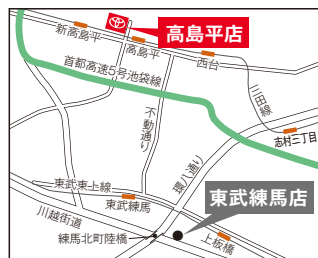 高島平店
新高島平
高島平
西台
首都高速5号池袋線
三田線
不動通り
志村三丁目
環八通り
東武東上線
東武練馬
東武練馬店
川越街道
練馬北町陸橋
上板橋